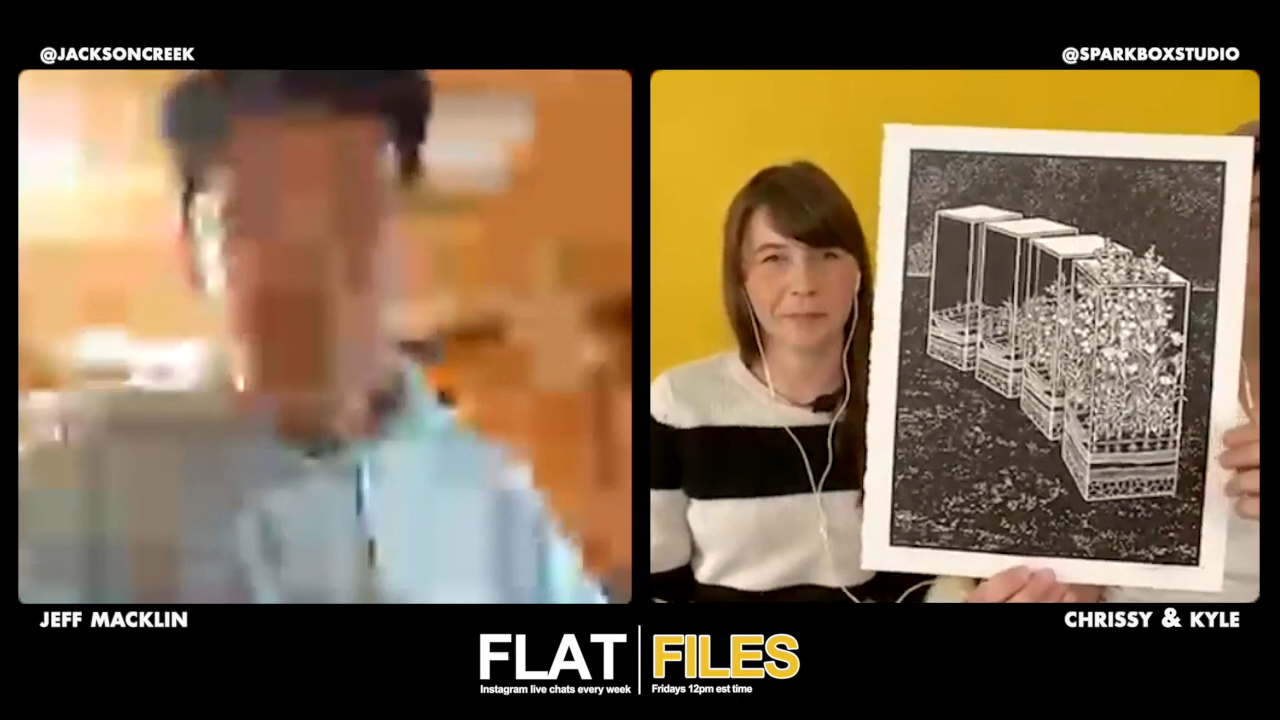 @JACKSONCREEK
@SPARKBOXSTUDIO
JEFF MACKLIN
CHRISSY & KYLE
FLAT FILES
Instagram live chats every week
Fridays 12pm est time